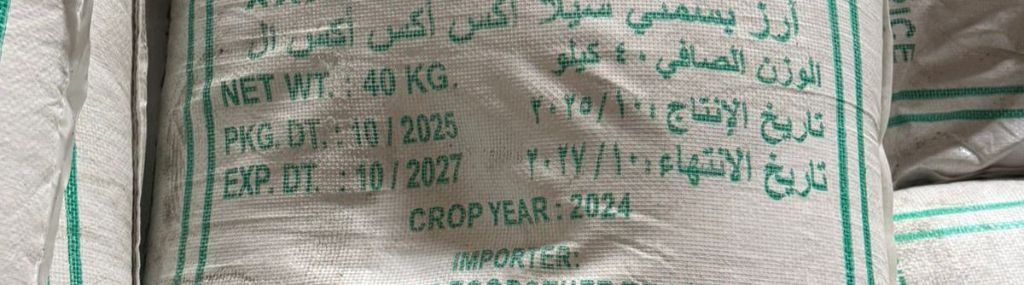 أرز بسمتي سيلا أكس أكس أكس ال
NET WT. : 40 KG.
الوزن الصافي ٤٠ كيلو
PKG. DT. : 10 / 2025
تاريخ الإنتاج ٢٠٢٥/١٠،
EXP. DT. : 10 / 2027
تاريخ الانتهاء ٢٠٢٧/١٠،
CROP YEAR : 2024
IMPORTER: